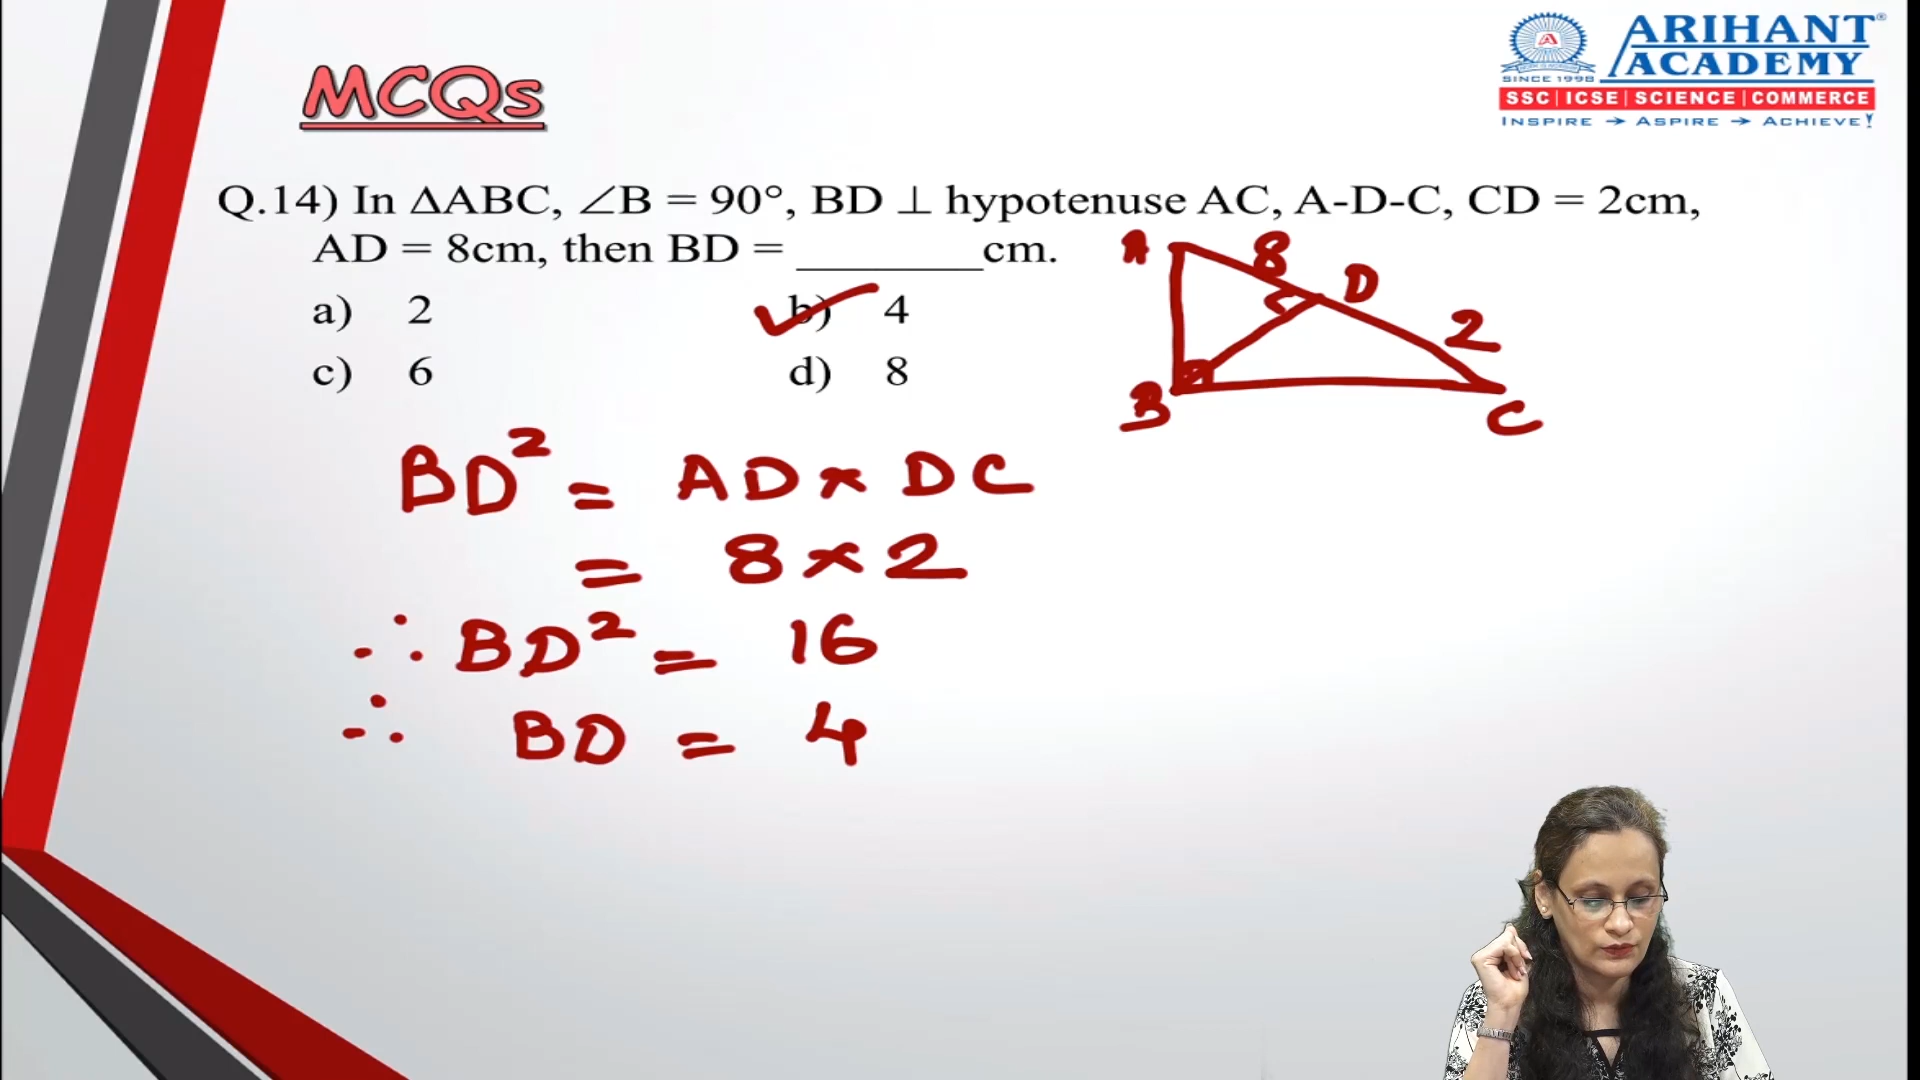 ARIHANT
ACADEMY
SINCE 1998
SSC | ICSE | SCIENCE | COMMERCE
INSPIRE → ASPIRE → ACHIEVE!
MCQs
Q.14) In ΔABC, ∠B = 90°, BD ⊥ hypotenuse AC, A-D-C, CD = 2cm,
AD = 8cm, then BD = ________cm.
a) 2 b) 4
c) 6 d) 8
A 8 D 2
B C
BD² = AD × DC
= 8 × 2
∴ BD² = 16
∴ BD = 4